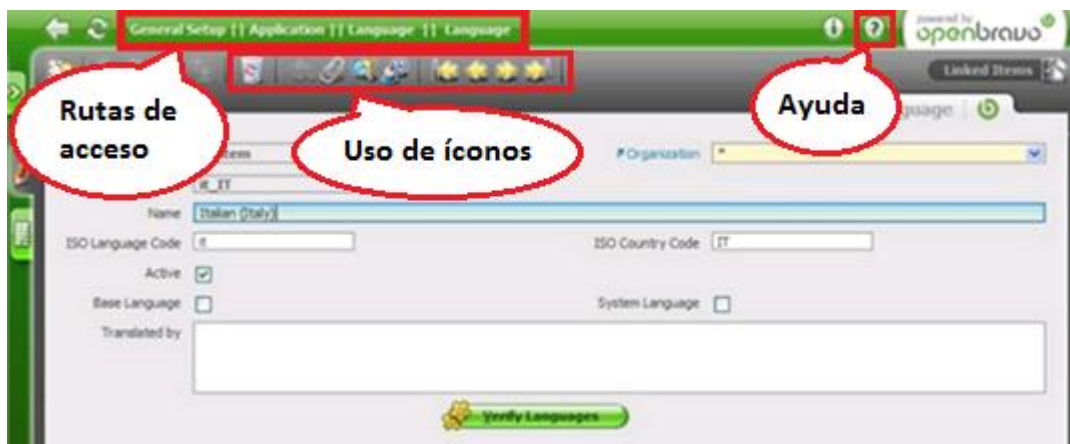 General Setup || Application || Language || Language
powered by
openbravo
Linked Items
Rutas de
acceso
Uso de íconos
Ayuda
Organization *
it_IT
Name Italian (Italy)
ISO Language Code it ISO Country Code IT
Active
Base Language System Language
Translated by
Verify Languages